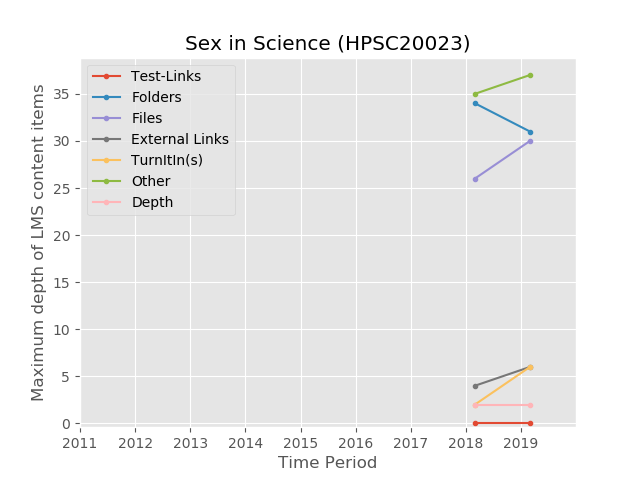 Sex in Science (HPSC20023)
Test-Links
Folders
Files
External Links
TurnItIn(s)
Other
Depth
Maximum depth of LMS content items
35
30
25
20
15
10
5
0
2011 2012 2013 2014 2015 2016 2017 2018 2019
Time Period